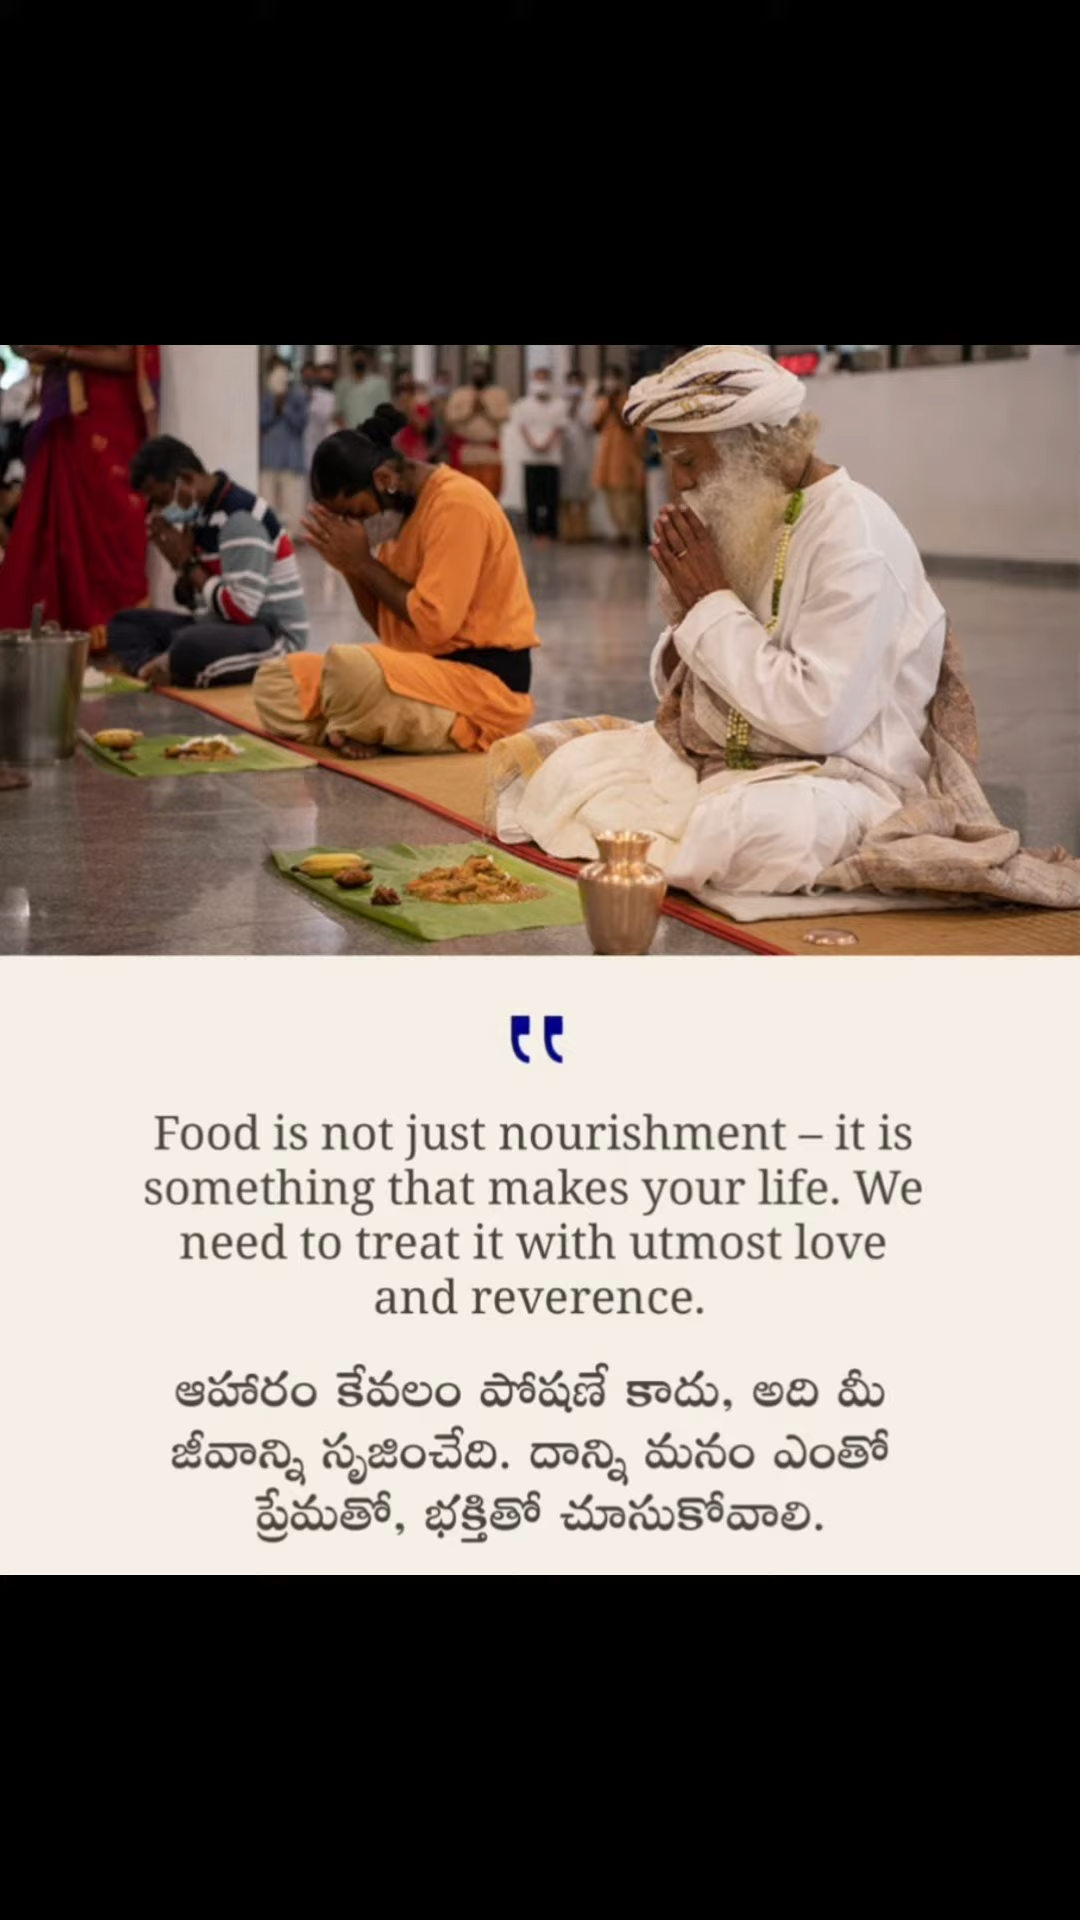 Food is not just nourishment – it is
something that makes your life. We
need to treat it with utmost love
and reverence.
ఆహారం కేవలం పోషణే కాదు, అది మీ
జీవాన్ని సృజించేది. దాన్ని మనం ఎంతో
ప్రేమతో, భక్తితో చూసుకోవాలి.